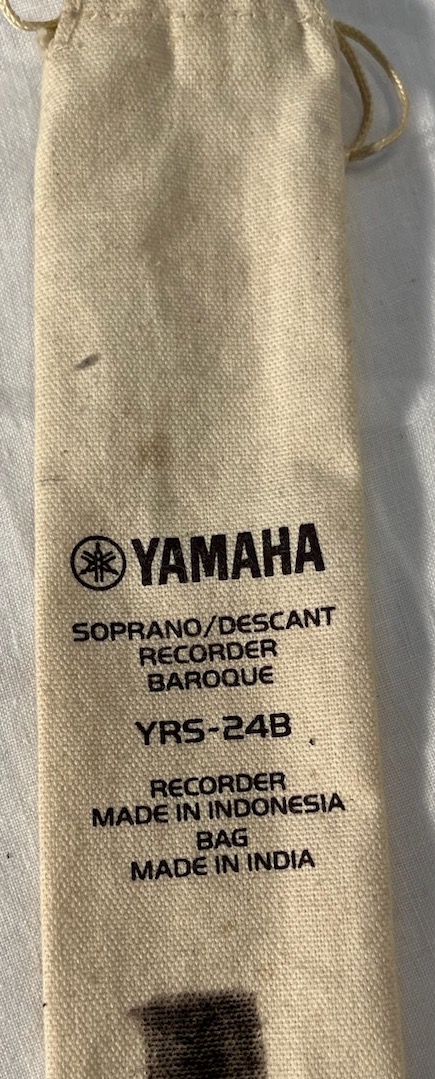 YAMAHA
SOPRANO/DESCANT
RECORDER
BAROQUE
YRS-24B
RECORDER
MADE IN INDONESIA
BAG
MADE IN INDIA